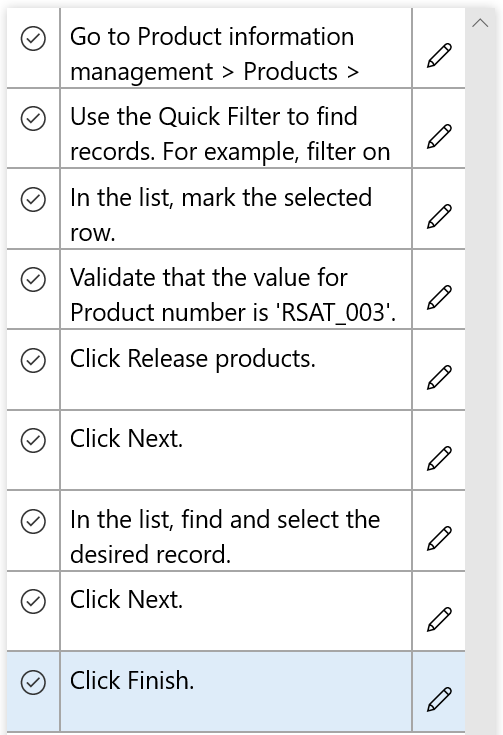 Go to Product information
management > Products >
Use the Quick Filter to find
records. For example, filter on
In the list, mark the selected
row.
Validate that the value for
Product number is 'RSAT_003'.
Click Release products.
Click Next.
In the list, find and select the
desired record.
Click Next.
Click Finish.